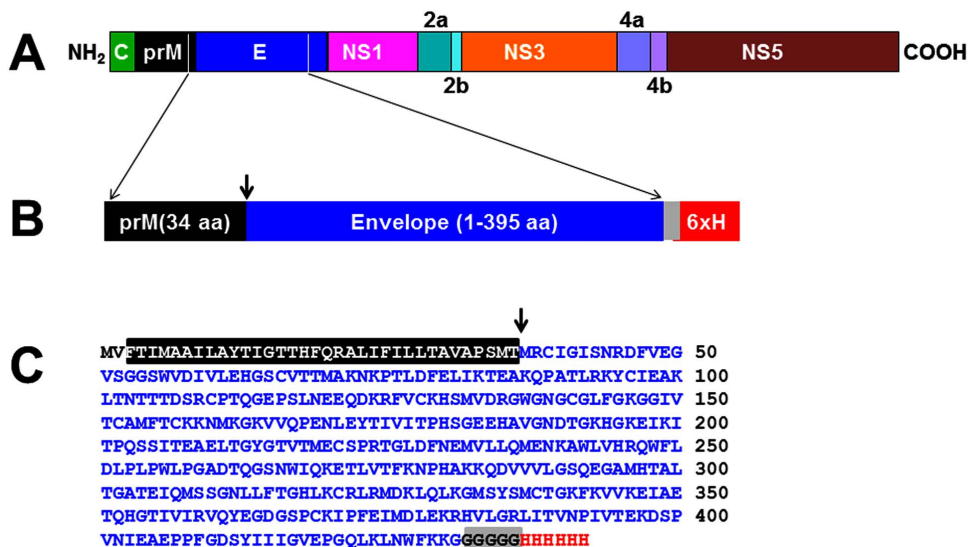 A
2a
4a
NH2 C prM E NS1 NS3 NS5 COOH
2b
4b
B
prM(34 aa) Envelope (1-395 aa) 6xH
C
MVFTIMAAILAYTIGTTHFQRALIFILLTAVAPSMTMRCIGISNRDFVEG 50
VSGGSWVDIVLEHGSCVTTMAKNKPTLDFELIKTEAKQPATLRKYCIEAK 100
LTNTTTDSRCPTQGEPSLNEEQDKRFVCKHSMVDRGWGNGCGLFGKGGIV 150
TCAMFTCKKNMKGKVVQPENLEYTIVITPHSGEEHAVGNDTGKHGKEIKI 200
TPQSSITEAELTGYGTVTMECSPRTGLDFNEMVLLQMENKAWLVHRQWFL 250
DLPLPWLPGADTQGSNWIQKETLVTFKNPHAKKQDVVVLGSQEGAMHTAL 300
TGATEIQMSSGNLLFTGHLKCRLRMDKLQLKGMSYSMCTGKFKVVKEIAE 350
TQHGTIVIRVQYEGDGSPCKIPFEIMDLEKRHVLGRLITVNPIVTEKDSP 400
VNIEAEPPFGDSYIIIGVEPGQLKLNWFKKGGGGGGHHHHHH